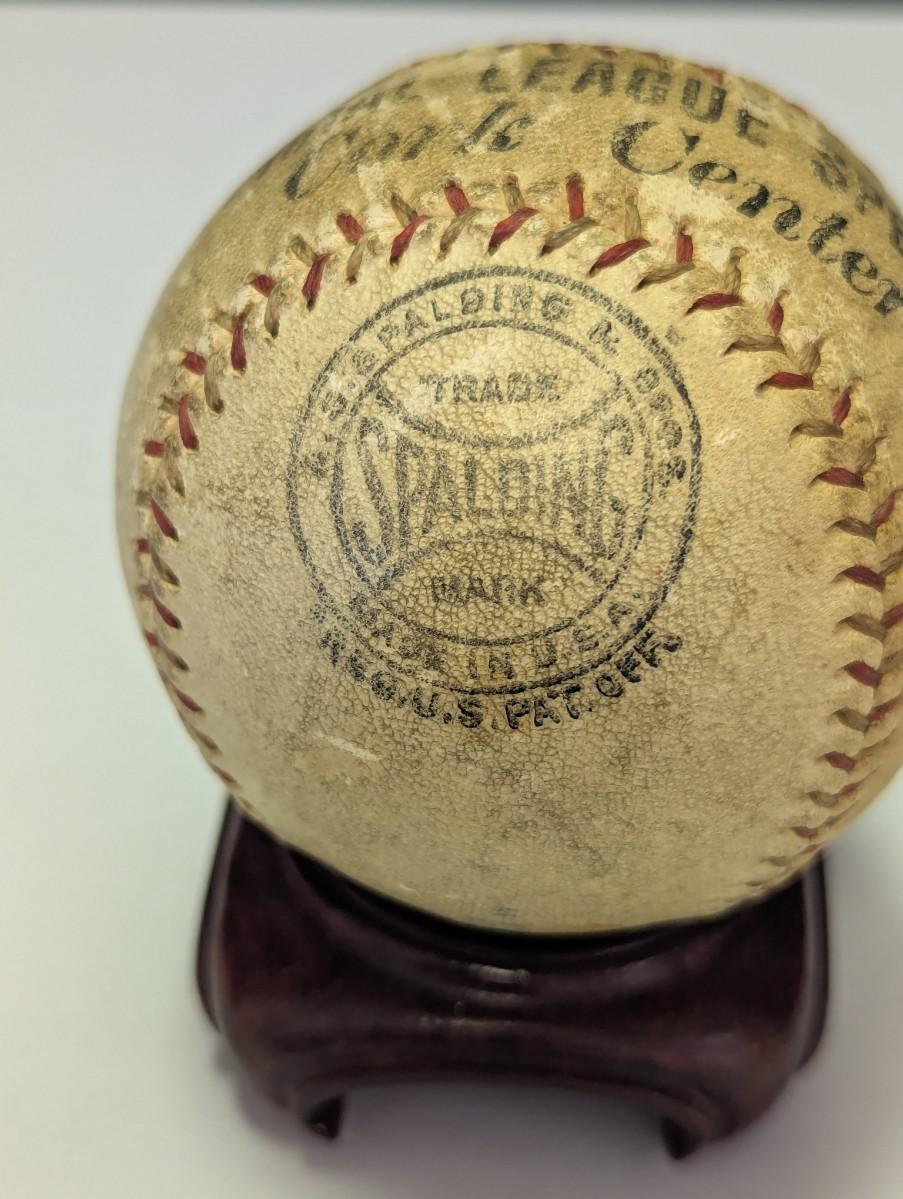 LEAGUE
Cork Center
A.G. SPALDING & BROS.
TRADE
SPALDING
MARK
MADE IN U.S.A.
REG. U.S. PAT. OFF.